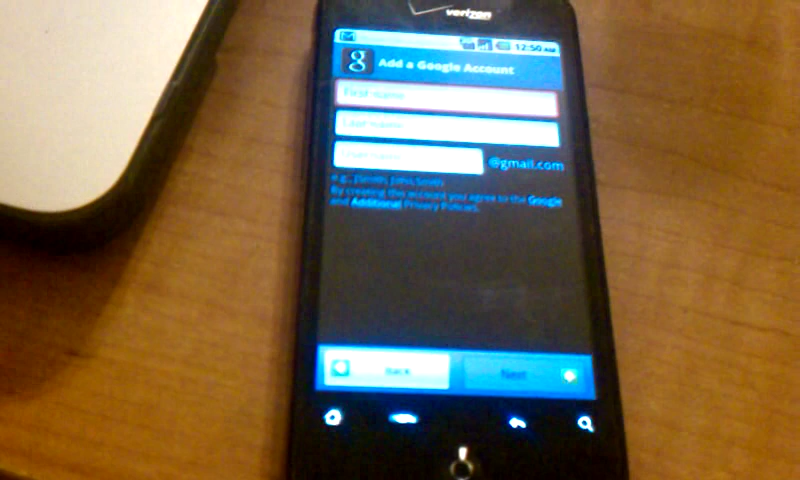 verizon
12:50 AM
g Add a Google Account
First name
Last name
@gmail.com
By creating this account you agree to the Google
and Additional Privacy Policies.
Back
Next